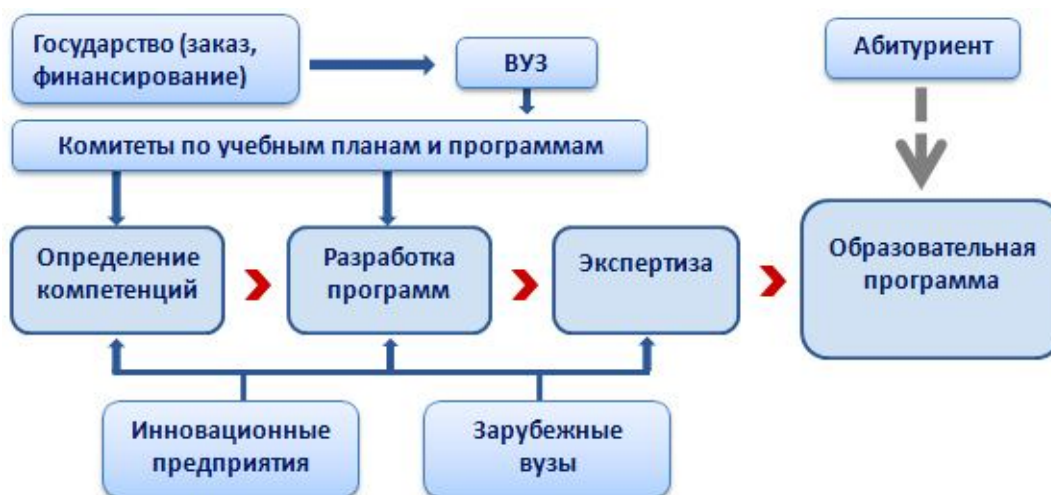 Государство (заказ,
финансирование)
ВУЗ
Абитуриент
Комитеты по учебным планам и программам
Определение
компетенций
Разработка
программ
Экспертиза
Образовательная
программа
Инновационные
предприятия
Зарубежные
вузы